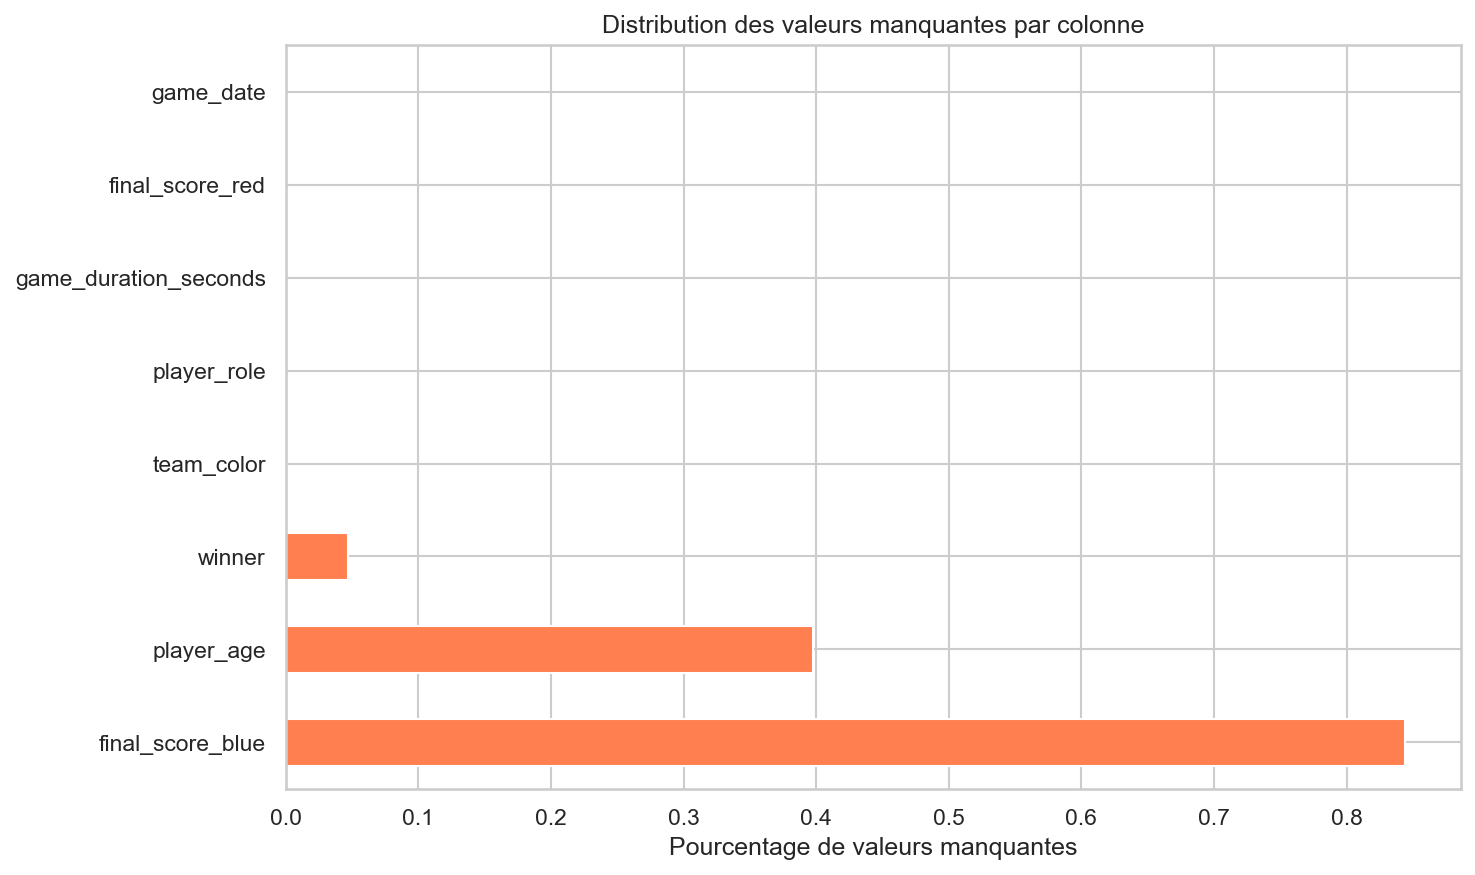 Distribution des valeurs manquantes par colonne
game_date
final_score_red
game_duration_seconds
player_role
team_color
winner
player_age
final_score_blue
0.0 0.1 0.2 0.3 0.4 0.5 0.6 0.7 0.8
Pourcentage de valeurs manquantes